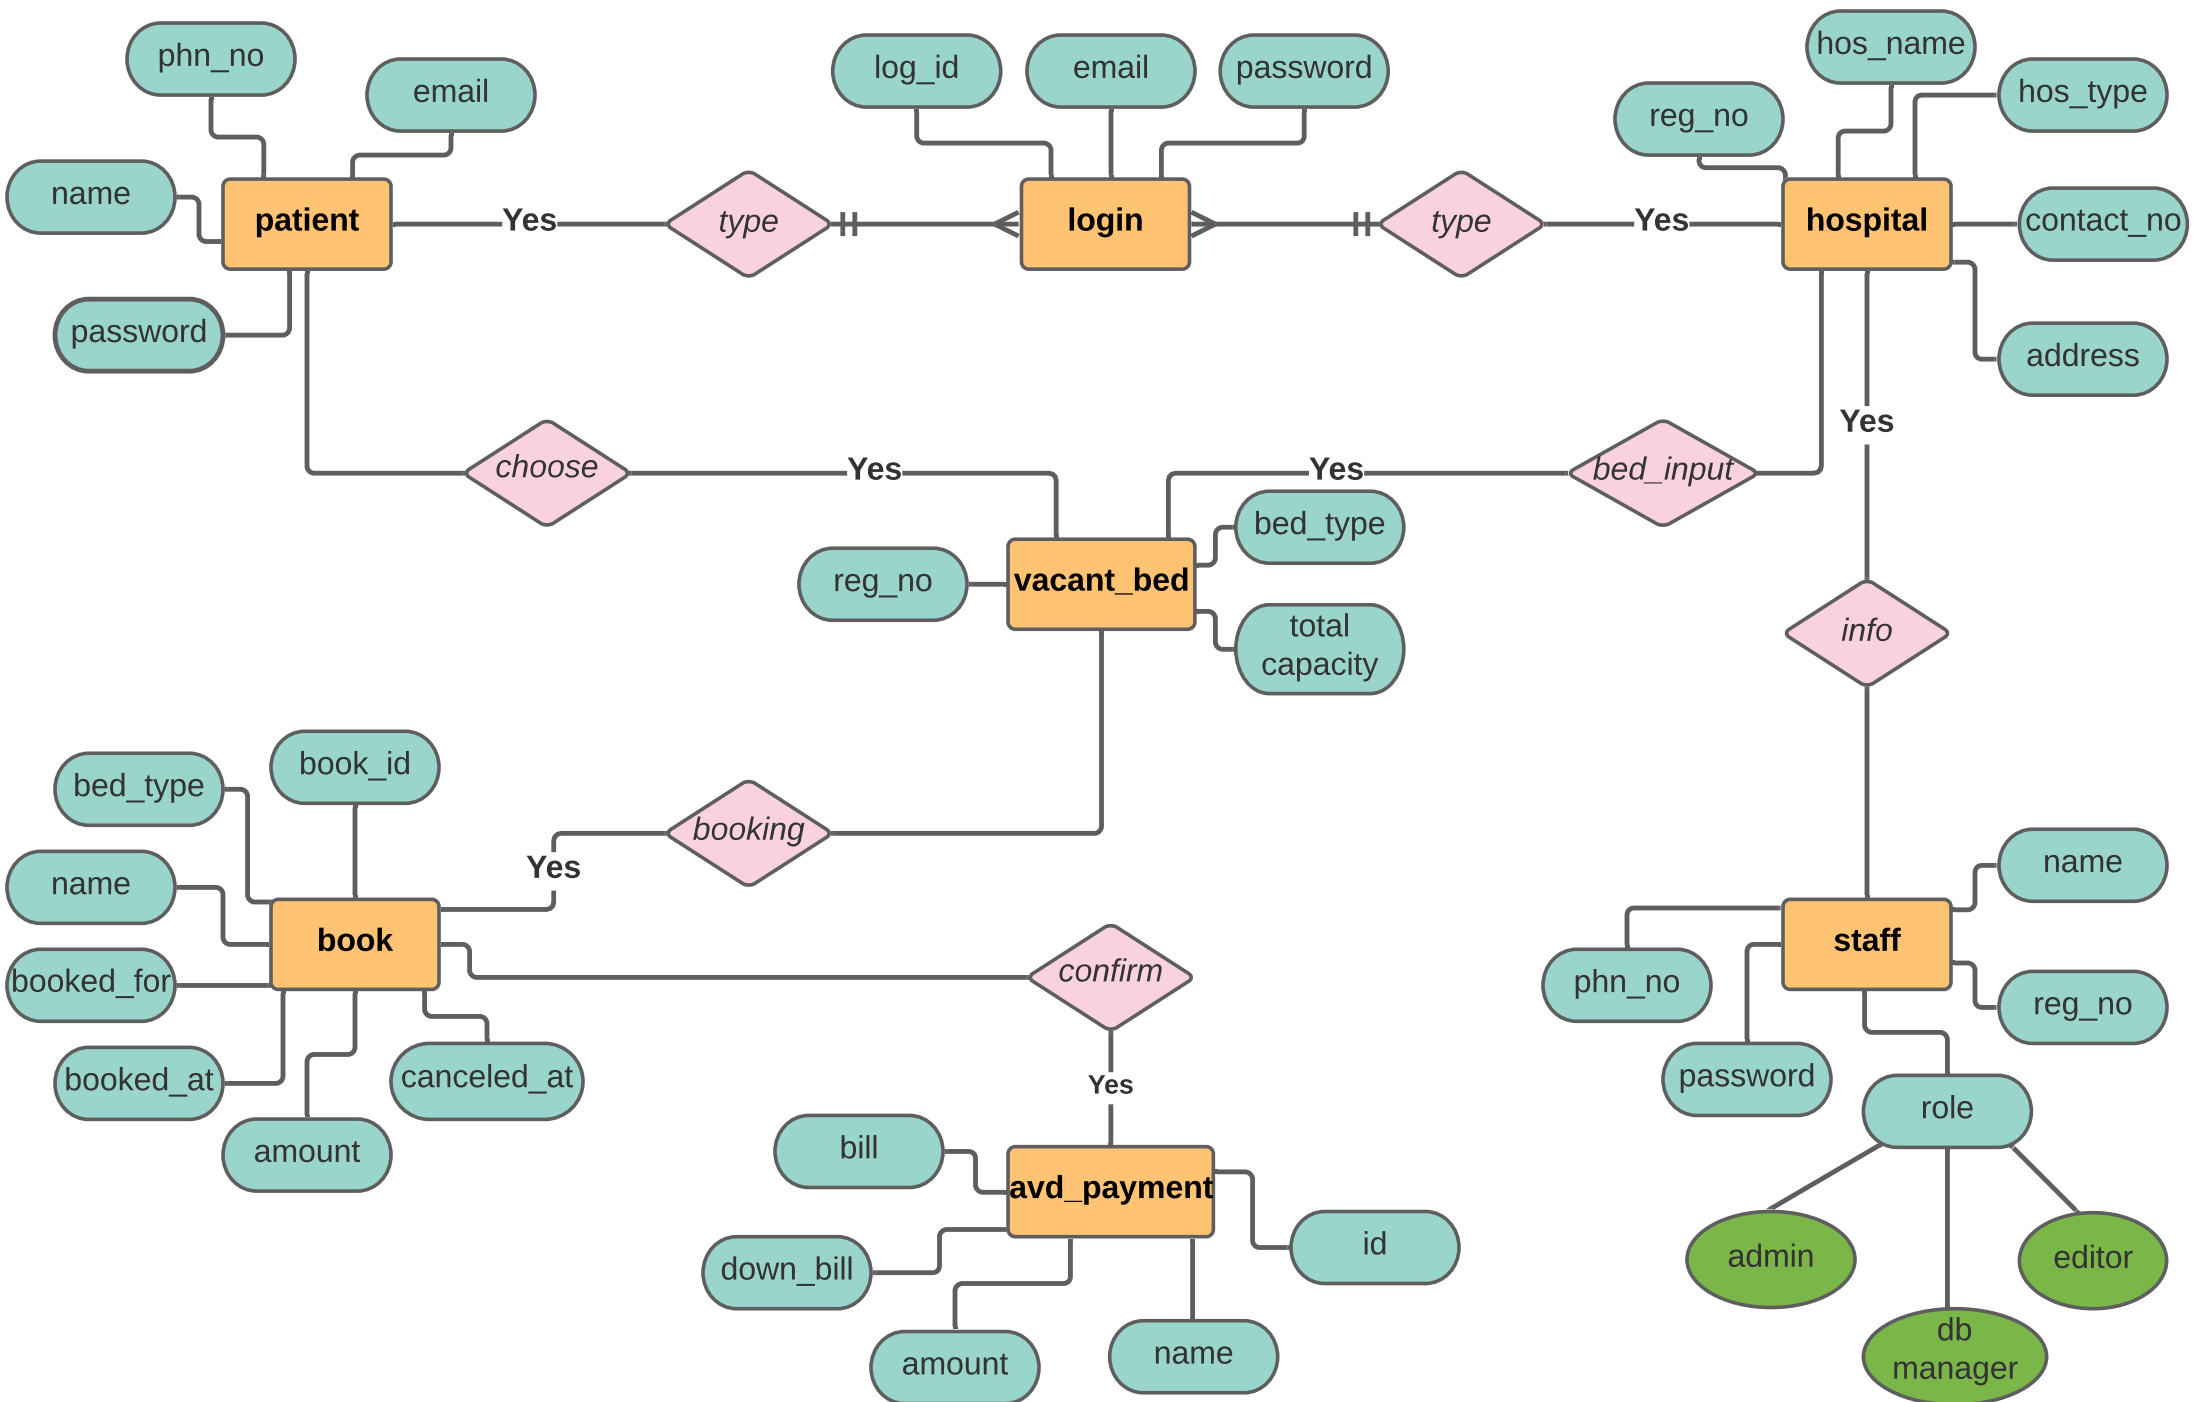 phn_no
email
name
patient
password
Yes
type
log_id
email
password
login
type
Yes
hos_name
hos_type
reg_no
hospital
contact_no
address
choose
Yes
Yes
bed_input
Yes
bed_type
reg_no
vacant_bed
total
capacity
info
book_id
bed_type
name
booking
Yes
book
booked_for
booked_at
amount
canceled_at
confirm
Yes
bill
avd_payment
down_bill
id
amount
name
name
staff
phn_no
reg_no
password
role
admin
editor
db
manager